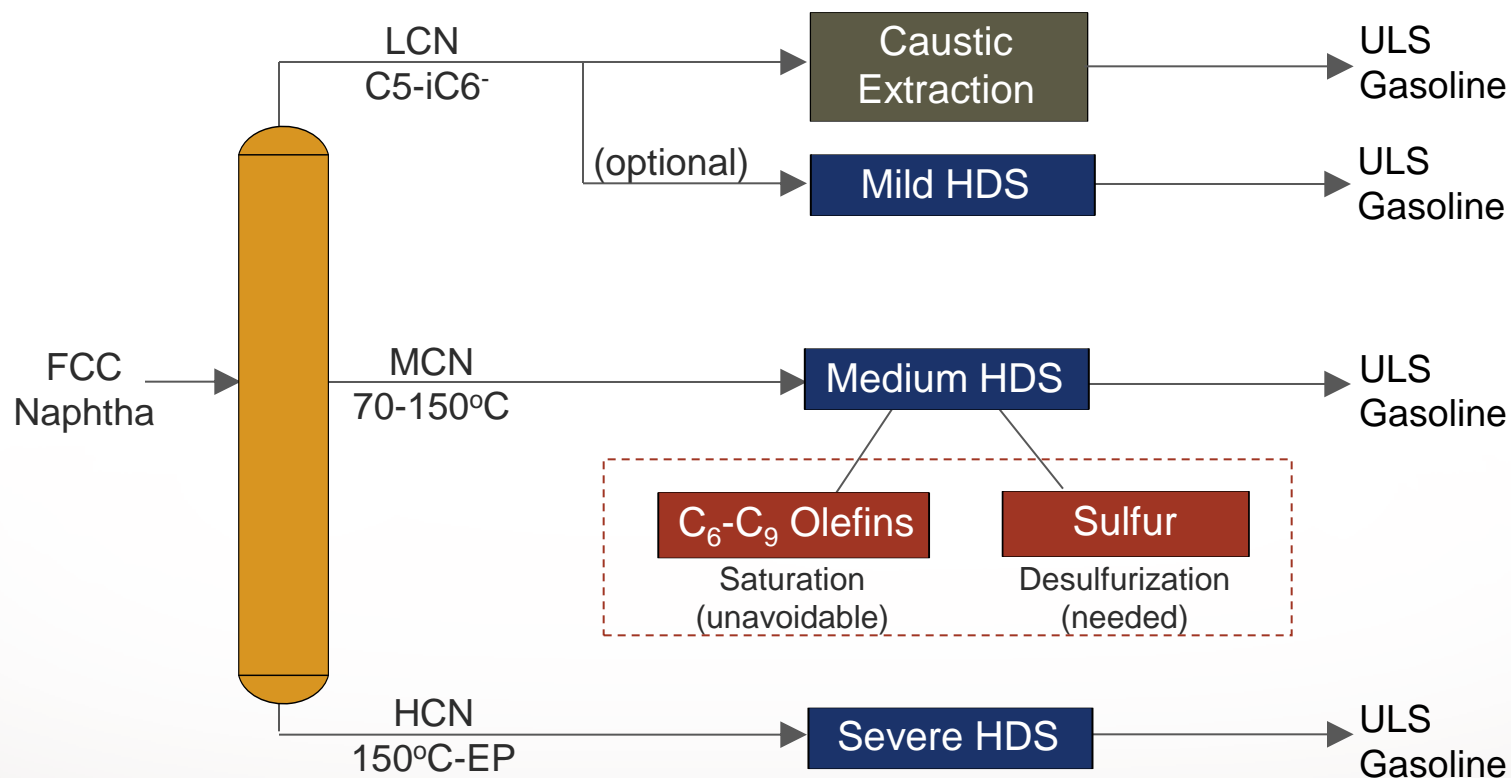 LCN
C5-iC6⁻
Caustic
Extraction
ULS
Gasoline
(optional)
Mild HDS
ULS
Gasoline
FCC
Naphtha
MCN
70-150ºC
Medium HDS
ULS
Gasoline
C₆-C₉ Olefins
Saturation
(unavoidable)
Sulfur
Desulfurization
(needed)
HCN
150ºC-EP
Severe HDS
ULS
Gasoline